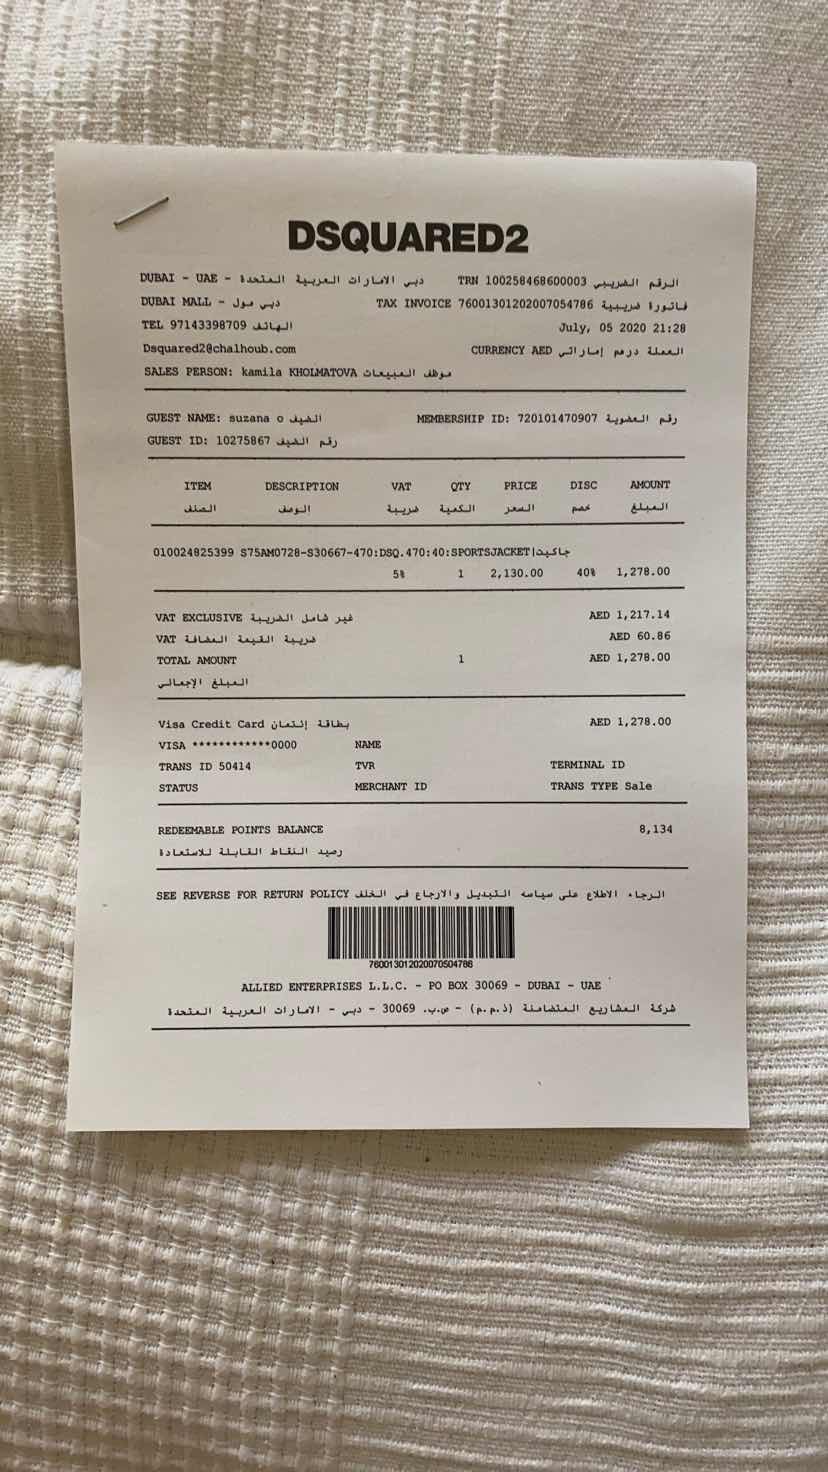 DSQUARED2
DUBAI - UAE - دبي الامارات العربية المتحدة TRN 100258468600003 الرقم الضريبي
DUBAI MALL - دبي مول TAX INVOICE 76001301202007054786 فاتورة ضريبية
TEL 97143398709 الهاتف July, 05 2020 21:28
Dsquared2@chalhoub.com CURRENCY AED العملة درهم إماراتي
SALES PERSON: kamila KHOLMATOVA موظف المبيعات
GUEST NAME: suzana o الضيف MEMBERSHIP ID: 720101470907 رقم العضوية
GUEST ID: 10275867 رقم الضيف
ITEM DESCRIPTION VAT QTY PRICE DISC AMOUNT
الصنف الوصف ضريبة الكمية السعر خصم المبلغ
010024825399 S75AM0728-S30667-470:DSQ.470:40:SPORTSJACKET|جاكيت
5% 1 2,130.00 40% 1,278.00
VAT EXCLUSIVE غير شامل الضريبة AED 1,217.14
VAT ضريبة القيمة المضافة AED 60.86
TOTAL AMOUNT 1 AED 1,278.00
المبلغ الإجمالي
Visa Credit Card بطاقة إئتمان AED 1,278.00
VISA ************0000 NAME
TRANS ID 50414 TVR TERMINAL ID
STATUS MERCHANT ID TRANS TYPE Sale
REDEEMABLE POINTS BALANCE 8,134
رصيد النقاط القابلة للاستعادة
SEE REVERSE FOR RETURN POLICY الرجاء الاطلاع على سياسه التبديل والارجاع في الخلف
760013012020070504786
ALLIED ENTERPRISES L.L.C. - PO BOX 30069 - DUBAI - UAE
شركة المشاريع المتضامنة (ذ.م.م) - ص.ب. 30069 - دبي - الامارات العربية المتحدة